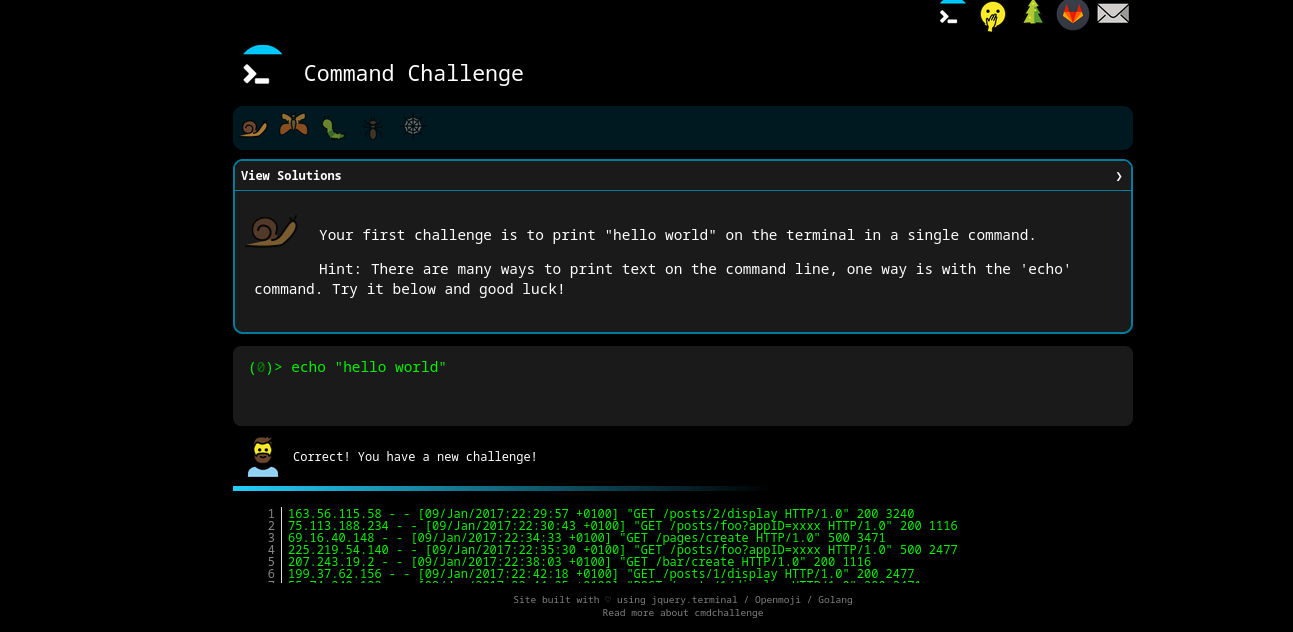 Command Challenge
View Solutions ❯
Your first challenge is to print "hello world" on the terminal in a single command.
Hint: There are many ways to print text on the command line, one way is with the 'echo'
command. Try it below and good luck!
(0)> echo "hello world"
Correct! You have a new challenge!
1 163.56.115.58 - - [09/Jan/2017:22:29:57 +0100] "GET /posts/2/display HTTP/1.0" 200 3240
2 75.113.188.234 - - [09/Jan/2017:22:30:43 +0100] "GET /posts/foo?appID=xxxx HTTP/1.0" 200 1116
3 69.16.40.148 - - [09/Jan/2017:22:34:33 +0100] "GET /pages/create HTTP/1.0" 500 3471
4 225.219.54.140 - - [09/Jan/2017:22:35:30 +0100] "GET /posts/foo?appID=xxxx HTTP/1.0" 500 2477
5 207.243.19.2 - - [09/Jan/2017:22:38:03 +0100] "GET /bar/create HTTP/1.0" 200 1116
6 199.37.62.156 - - [09/Jan/2017:22:42:18 +0100] "GET /posts/1/display HTTP/1.0" 200 2477
Site built with ♡ using jquery.terminal / Openmoji / Golang
Read more about cmdchallenge